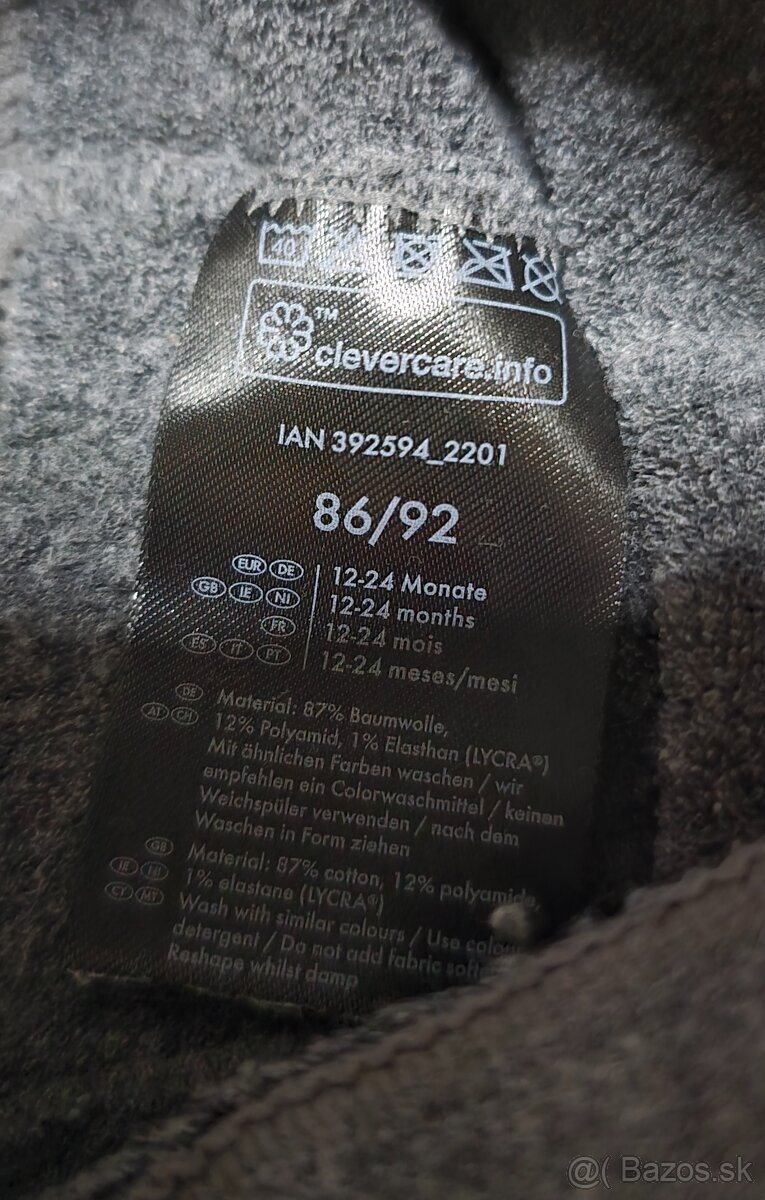 40
™
clevercare.info
IAN 392594_2201
86/92
EUR DE 12-24 Monate
GB IE NI 12-24 months
FR 12-24 mois
ES IT PT 12-24 meses/mesi
DE Material: 87% Baumwolle,
AT CH 12% Polyamid, 1% Elasthan (LYCRA®)
Mit ähnlichen Farben waschen / wir
empfehlen ein Colorwaschmittel / keinen
Weichspüler verwenden / nach dem
Waschen in Form ziehen
GB Material: 87% cotton, 12% polyamide,
IE NI 1% elastane (LYCRA®)
CY MT Wash with similar colours / Use
detergent / Do not add fabric
Reshape whilst damp
@( Bazos.sk